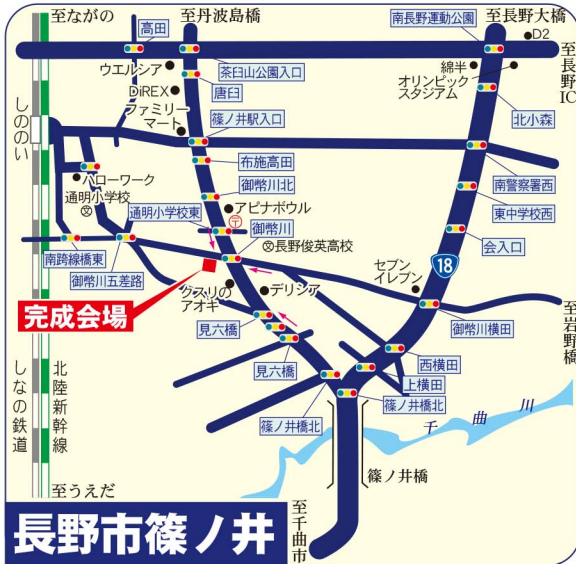 至ながの
至丹波島橋
南長野運動公園
至長野大橋
高田
D2
至長野IC
茶臼山公園入口
ウエルシア
綿半
オリンピック
スタジアム
唐臼
DiREX
ファミリー
マート
北小森
しののい
篠ノ井駅入口
南警察署西
布施高田
ハローワーク
御幣川北
東中学校西
通明小学校
アピナボウル
通明小学校東
〒
御幣川
会入口
長野俊英高校
南跨線橋東
御幣川五差路
18
セブン
イレブン
クスリの
アオキ
デリシア
完成会場
御幣川横田
至岩野橋
見六橋
見六橋
西横田
上横田
しなの鉄道
北陸新幹線
篠ノ井橋北
篠ノ井橋北
千曲川
篠ノ井橋
至うえだ
至千曲市
長野市篠ノ井